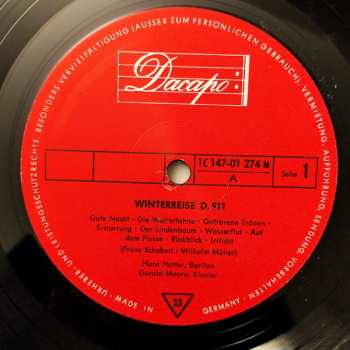 ALLE URHEBER- UND LEISTUNGSSCHUTZRECHTE. BESONDERS VERVIELFÄLTIGUNG (AUSSER ZUM PERSÖNLICHEN GEBRAUCH), VERMIETUNG, AUFFÜHRUNG, SENDUNG, VORBEHALTEN • MADE IN GERMANY •
Dacapo
1C 147-01 274 M
A
Seite 1
WINTERREISE D. 911
Gute Nacht - Die Wetterfahne - Gefrorene Tränen -
Erstarrung - Der Lindenbaum - Wasserflut - Auf
dem Flusse - Rückblick - Irrlicht
(Franz Schubert / Wilhelm Müller)
Hans Hotter, Bariton
Gerald Moore, Klavier
33